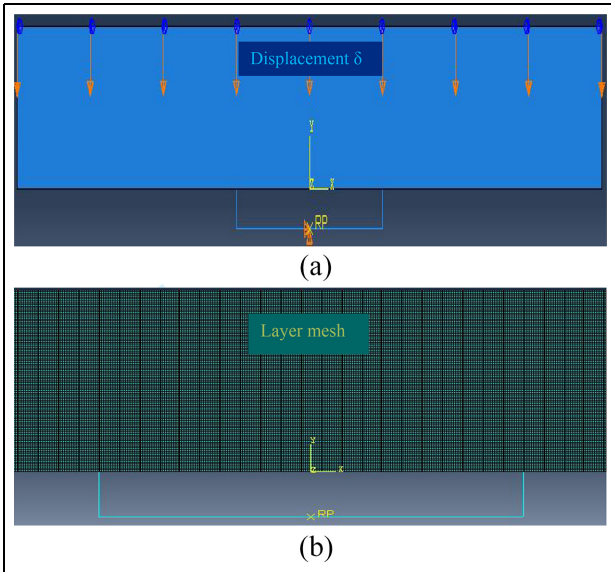 Displacement δ
Y
Z X
RP
(a)
Layer mesh
Y
Z X
RP
(b)